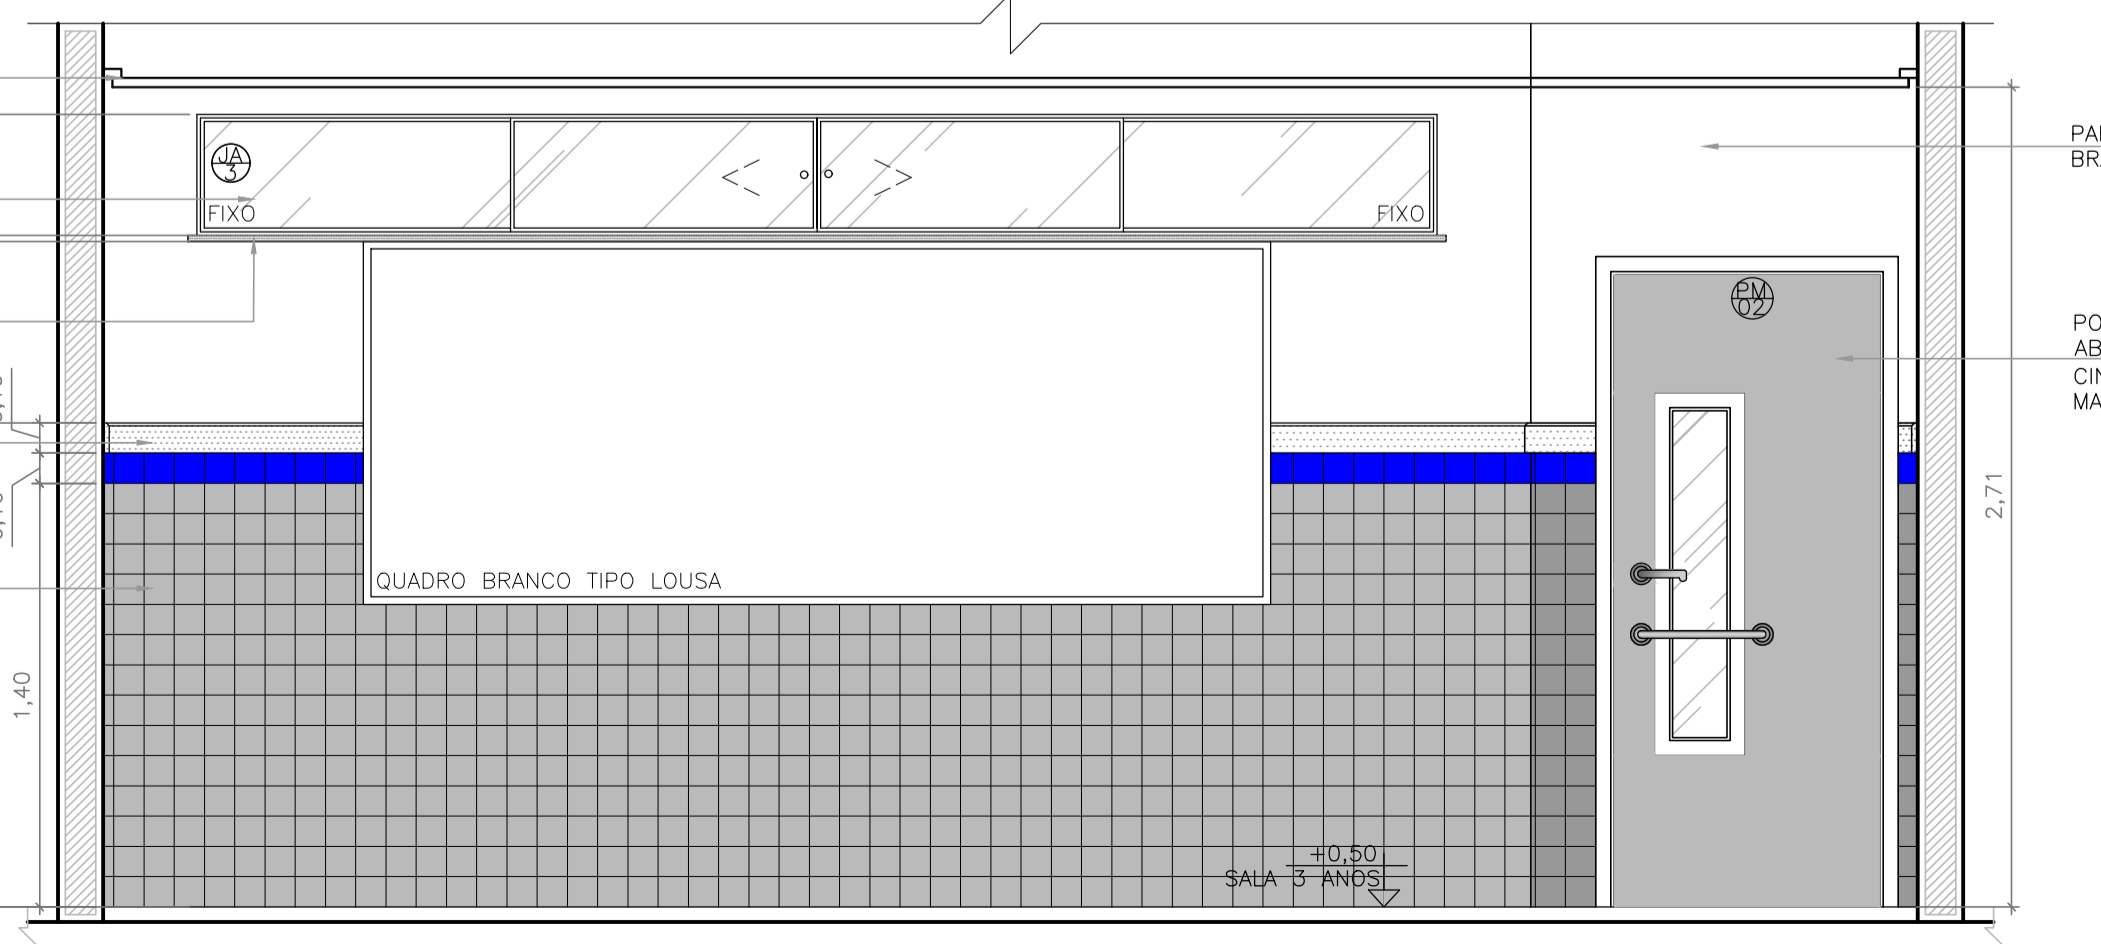 JA
3
FIXO
FIXO
PM
02
QUADRO BRANCO TIPO LOUSA
2,71
1,40
+0,50
SALA 3 ANOS